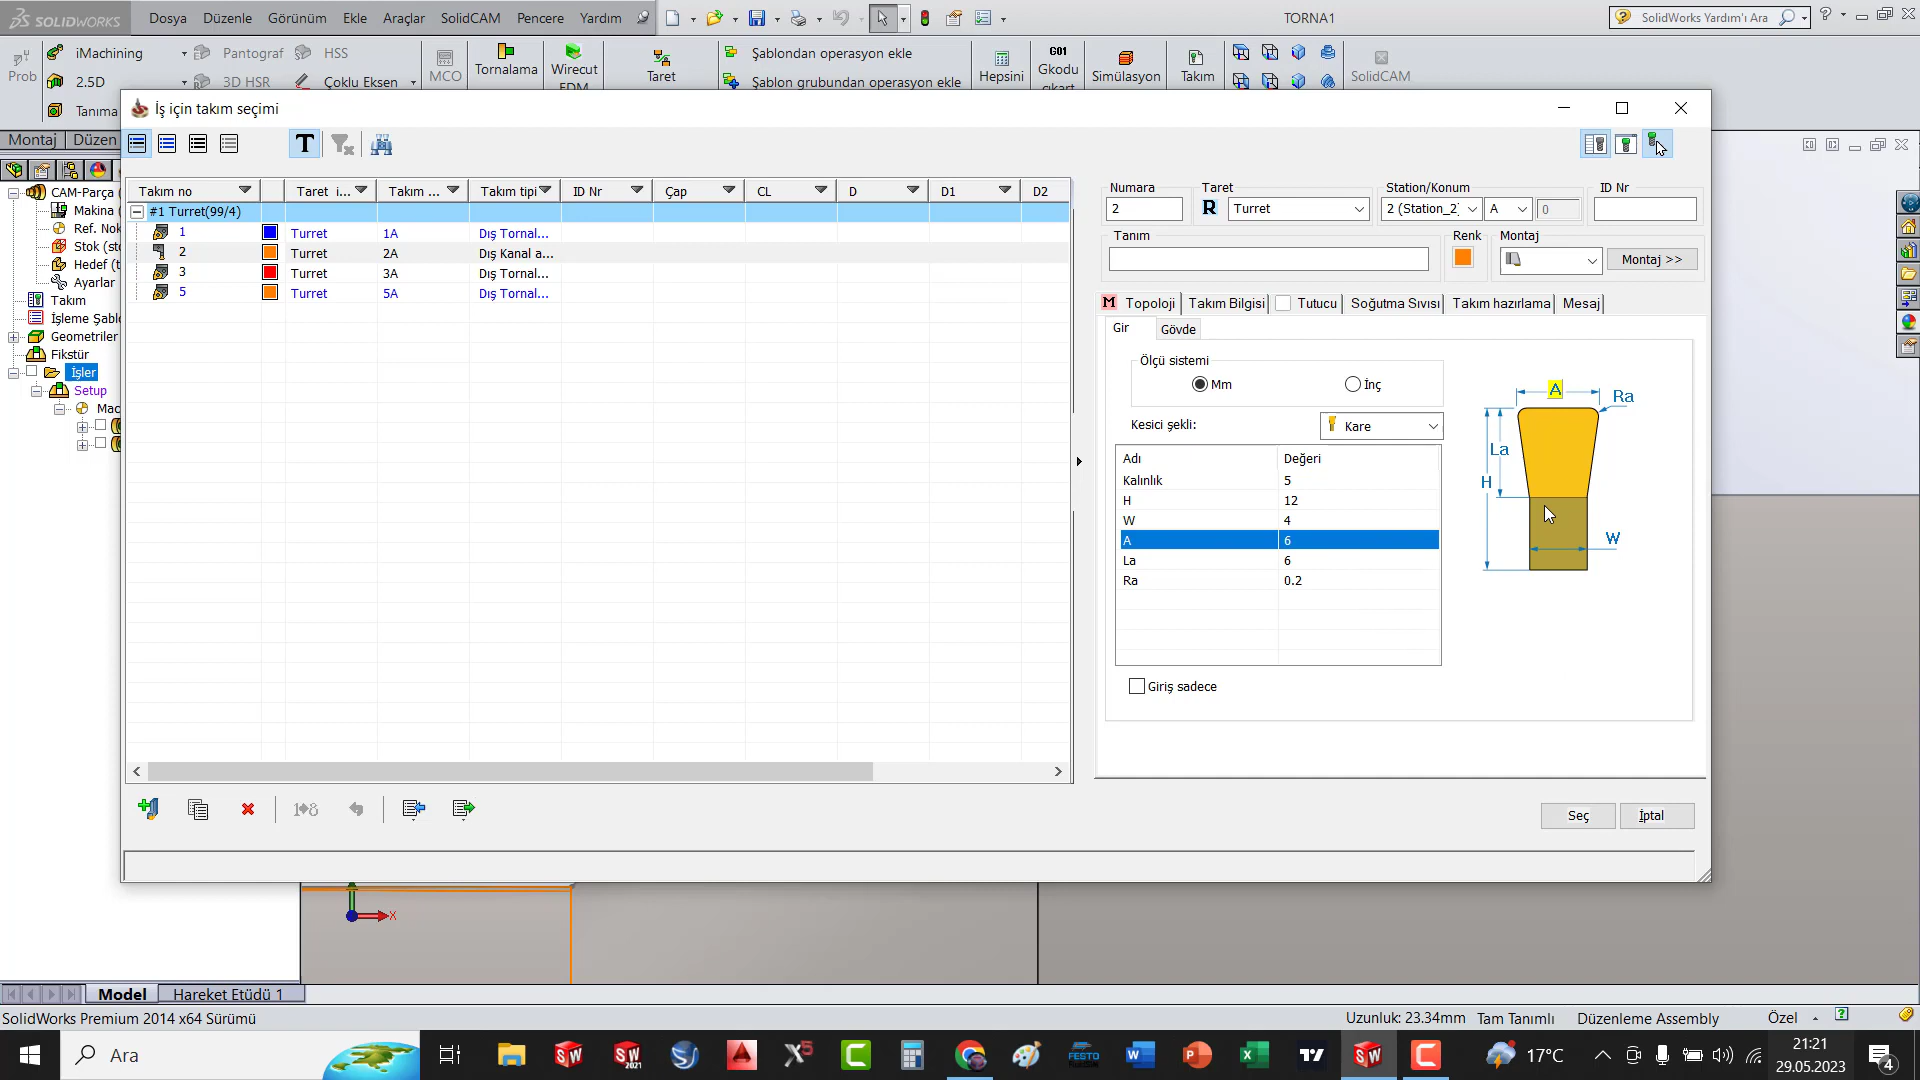 SOLIDWORKS
Dosya Düzenle Görünüm Ekle Araçlar SolidCAM Pencere Yardım
TORNA1
SolidWorks Yardım'ı Ara
Prob
iMachining
2.5D
Tanıma
Pantograf
3D HSR
HSS
Çoklu Eksen
MCO
Tornalama
Wirecut
EDM
Taret
Şablondan operasyon ekle
Şablon grubundan operasyon ekle
Hepsini
G01
Gkodu
çıkart
Simülasyon
Takım
SolidCAM
Montaj Düzen
İş için takım seçimi
T
CAM-Parça (
Makina (
Ref. Nok
Stok (sto
Hedef (t
Ayarlar
Takım
İşleme Şabl
Geometriler
Fikstür
İşler
Setup
Mac
Takım no Taret i... Takım ... Takım tipi ID Nr Çap CL D D1 D2
#1 Turret(99/4)
1 Turret 1A Dış Tornal...
2 Turret 2A Dış Kanal a...
3 Turret 3A Dış Tornal...
5 Turret 5A Dış Tornal...
Numara Taret Station/Konum ID Nr
2 R Turret 2 (Station_2) A 0
Tanım Renk Montaj
Montaj >>
M Topoloji Takım Bilgisi Tutucu Soğutma Sıvısı Takım hazırlama Mesaj
Gir Gövde
Ölçü sistemi
Mm İnç
Kesici şekli: Kare
Adı Değeri
Kalınlık 5
H 12
W 4
A 6
La 6
Ra 0.2
Giriş sadece
A
Ra
La
H
W
Seç İptal
X
Model Hareket Etüdü 1
SolidWorks Premium 2014 x64 Sürümü
Uzunluk: 23.34mm Tam Tanımlı Düzenleme Assembly Özel
Ara
17°C
21:21
29.05.2023
4